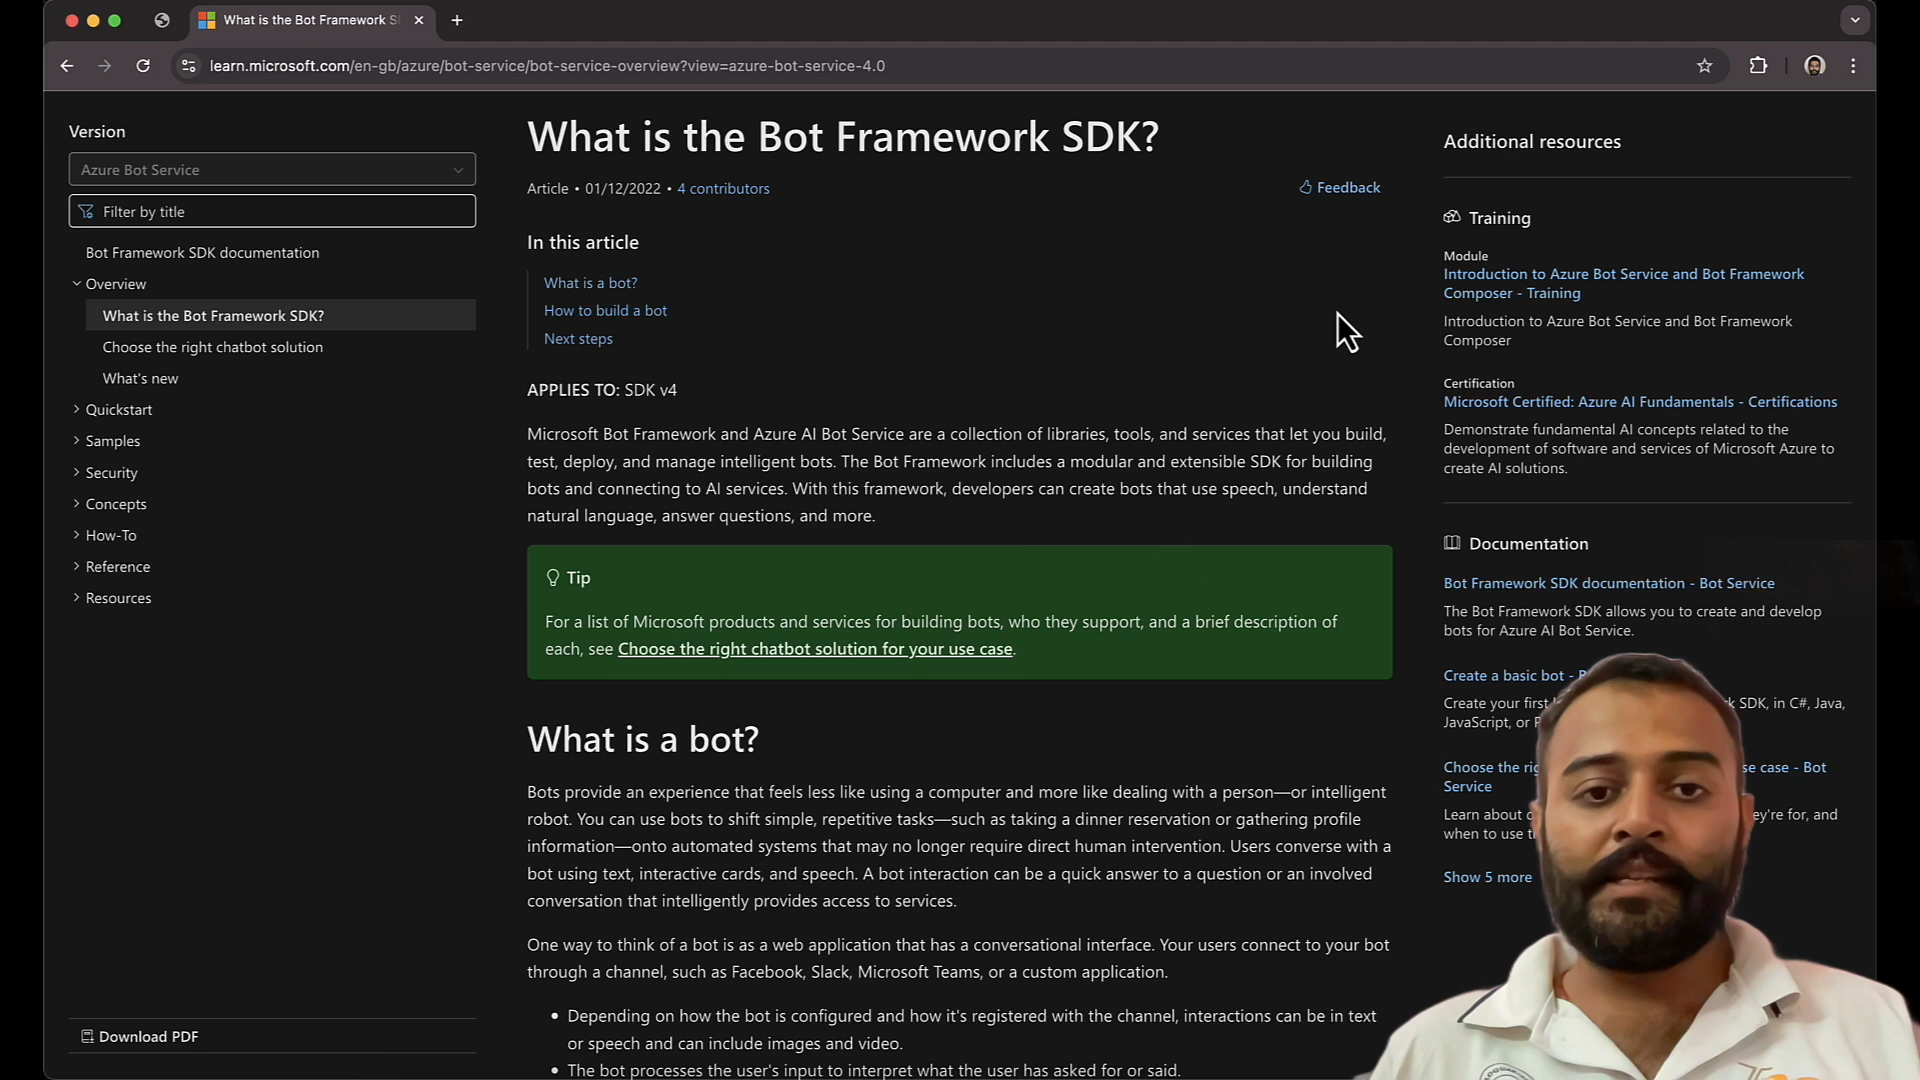 What is the Bot Framework S
learn.microsoft.com/en-gb/azure/bot-service/bot-service-overview?view=azure-bot-service-4.0
Version
Azure Bot Service
Filter by title
Bot Framework SDK documentation
Overview
What is the Bot Framework SDK?
Choose the right chatbot solution
What's new
Quickstart
Samples
Security
Concepts
How-To
Reference
Resources
Download PDF
What is the Bot Framework SDK?
Article • 01/12/2022 • 4 contributors
Feedback
In this article
What is a bot?
How to build a bot
Next steps
APPLIES TO: SDK v4
Microsoft Bot Framework and Azure AI Bot Service are a collection of libraries, tools, and services that let you build,
test, deploy, and manage intelligent bots. The Bot Framework includes a modular and extensible SDK for building
bots and connecting to AI services. With this framework, developers can create bots that use speech, understand
natural language, answer questions, and more.
Tip
For a list of Microsoft products and services for building bots, who they support, and a brief description of
each, see Choose the right chatbot solution for your use case.
What is a bot?
Bots provide an experience that feels less like using a computer and more like dealing with a person—or intelligent
robot. You can use bots to shift simple, repetitive tasks—such as taking a dinner reservation or gathering profile
information—onto automated systems that may no longer require direct human intervention. Users converse with a
bot using text, interactive cards, and speech. A bot interaction can be a quick answer to a question or an involved
conversation that intelligently provides access to services.
One way to think of a bot is as a web application that has a conversational interface. Your users connect to your bot
through a channel, such as Facebook, Slack, Microsoft Teams, or a custom application.
• Depending on how the bot is configured and how it's registered with the channel, interactions can be in text
or speech and can include images and video.
• The bot processes the user's input to interpret what the user has asked for or said.
Additional resources
Training
Module
Introduction to Azure Bot Service and Bot Framework
Composer - Training
Introduction to Azure Bot Service and Bot Framework
Composer
Certification
Microsoft Certified: Azure AI Fundamentals - Certifications
Demonstrate fundamental AI concepts related to the
development of software and services of Microsoft Azure to
create AI solutions.
Documentation
Bot Framework SDK documentation - Bot Service
The Bot Framework SDK allows you to create and develop
bots for Azure AI Bot Service.
Create a basic bot -
Create your first SDK, in C#, Java,
JavaScript, or
Choose the case - Bot
Service
Learn about for, and
when to use
Show 5 more